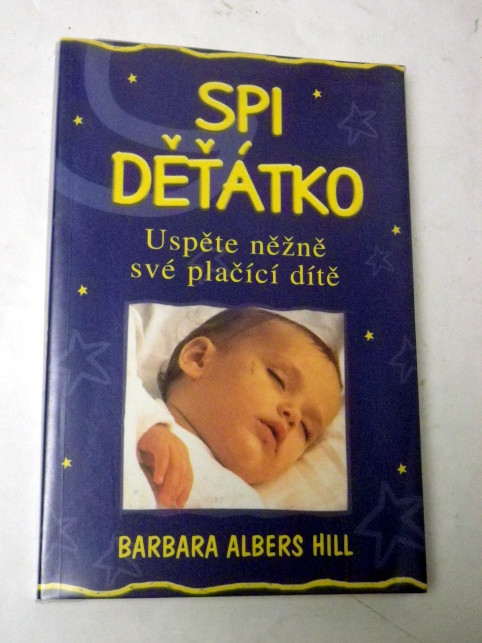 SPI
DĚŤÁTKO
Uspěte něžně
své plačící dítě
BARBARA ALBERS HILL